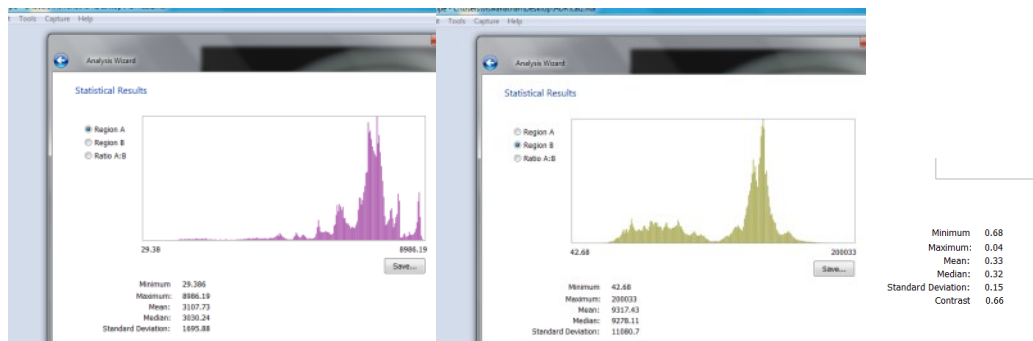 Tools Capture Help
Analysis Wizard
Statistical Results
Region A
Region B
Ratio A:B
29.38 8986.19
Save...
Minimum 29.386
Maximum: 8986.19
Mean: 3107.73
Median: 3030.24
Standard Deviation: 1695.88
Tools Capture Help
Analysis Wizard
Statistical Results
Region A
Region B
Ratio A:B
42.68 200033
Save...
Minimum 42.68
Maximum: 200033
Mean: 9317.43
Median: 9278.11
Standard Deviation: 11080.7
Minimum 0.68
Maximum: 0.04
Mean: 0.33
Median: 0.32
Standard Deviation: 0.15
Contrast 0.66